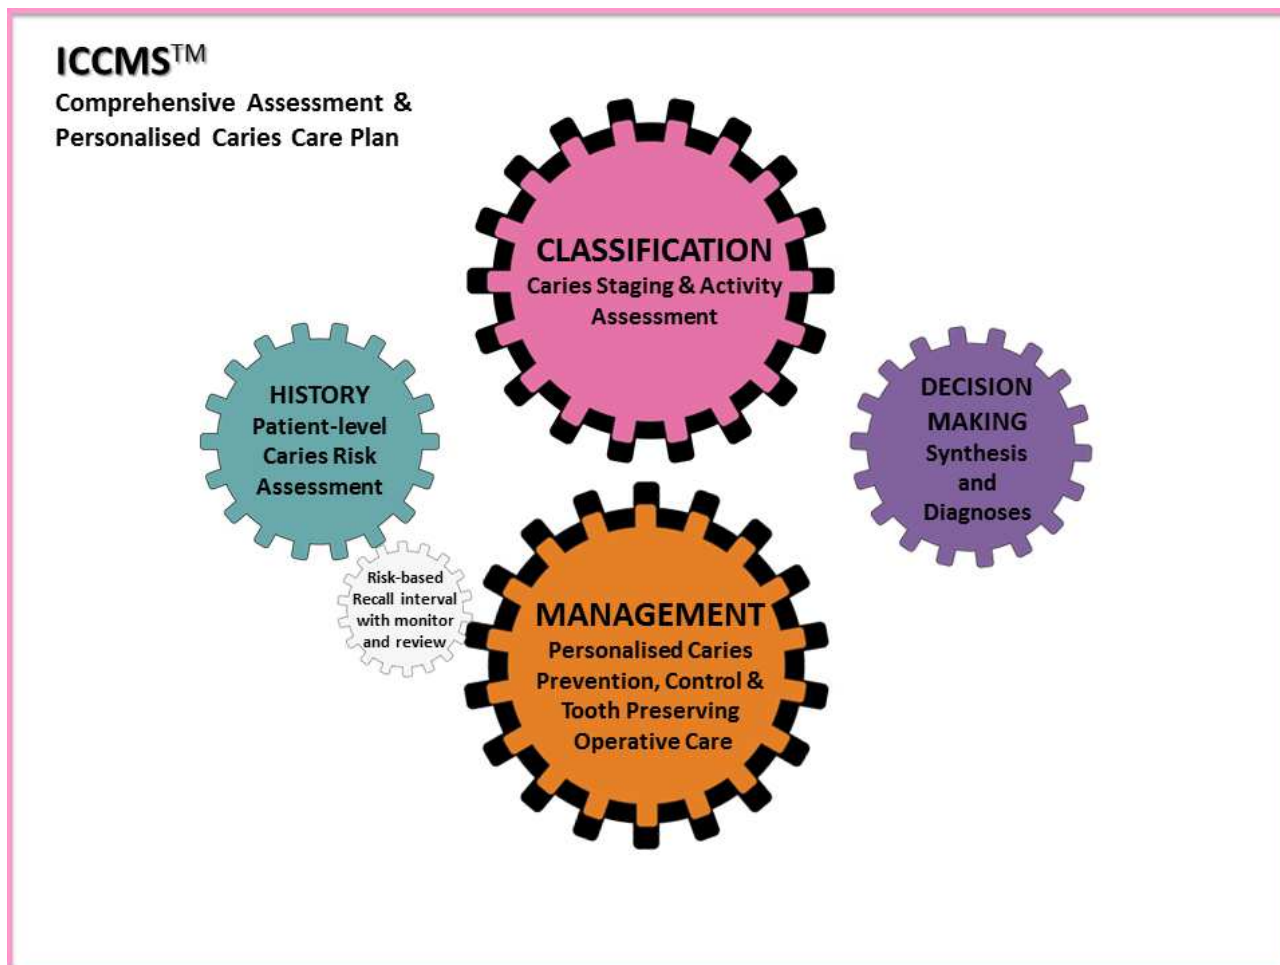 ICCMS™
Comprehensive Assessment &
Personalised Caries Care Plan
CLASSIFICATION
Caries Staging & Activity
Assessment
HISTORY
Patient-level
Caries Risk
Assessment
DECISION
MAKING
Synthesis
and
Diagnoses
Risk-based
Recall interval
with monitor
and review
MANAGEMENT
Personalised Caries
Prevention, Control &
Tooth Preserving
Operative Care